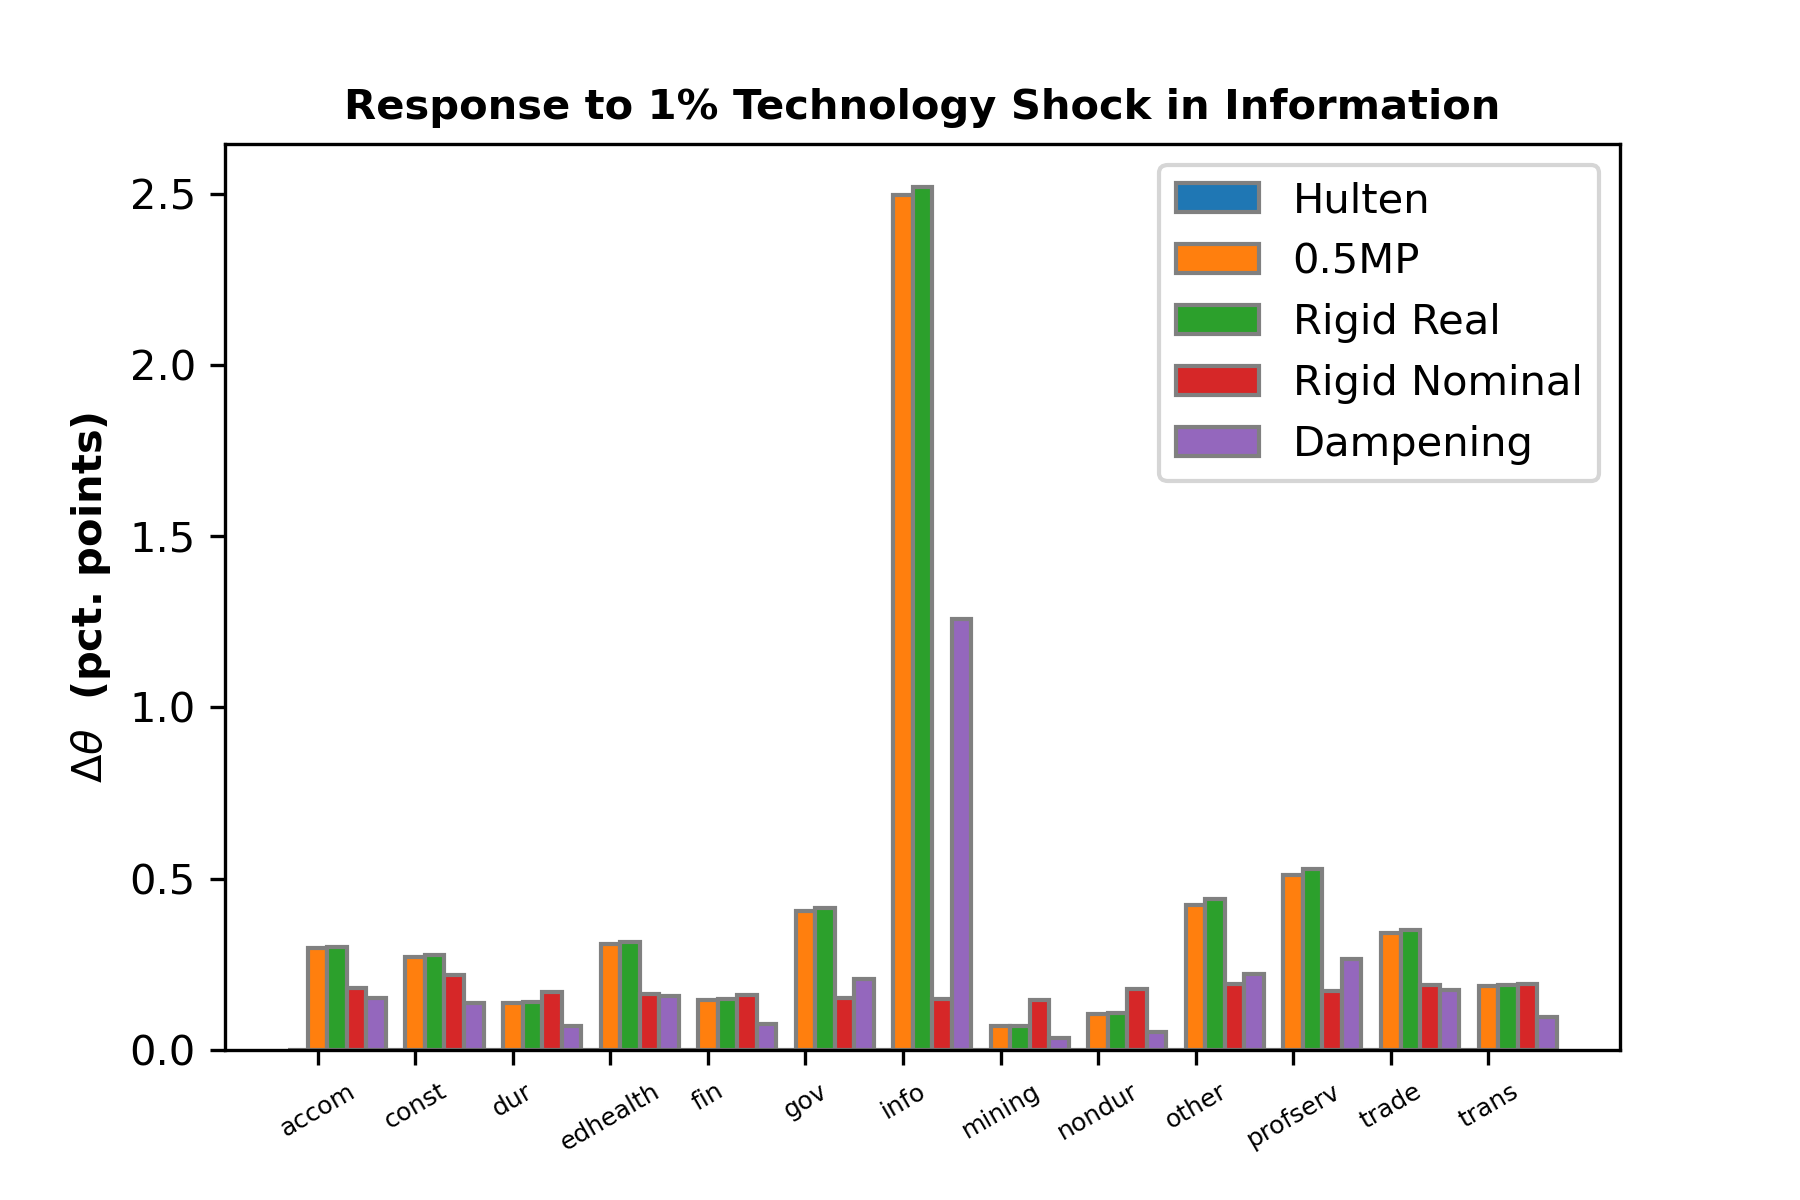 Response to 1% Technology Shock in Information
Δθ (pct. points)
2.5
2.0
1.5
1.0
0.5
0.0
Hulten
0.5MP
Rigid Real
Rigid Nominal
Dampening
accom
const
dur
edhealth
fin
gov
info
mining
nondur
other
profserv
trade
trans